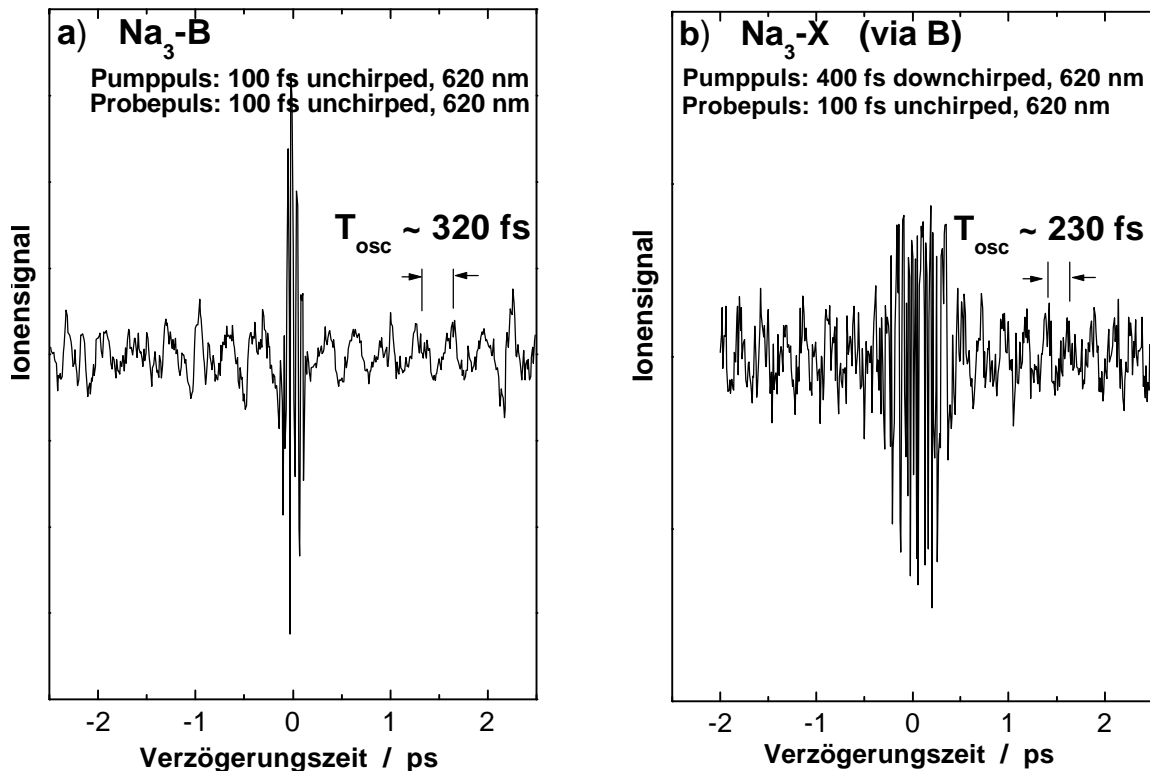 a) Na3-B
Pumppuls: 100 fs unchirped, 620 nm
Probepuls: 100 fs unchirped, 620 nm
Tosc ~ 320 fs
Ionensignal
-2 -1 0 1 2
Verzögerungszeit / ps
b) Na3-X (via B)
Pumppuls: 400 fs downchirped, 620 nm
Probepuls: 100 fs unchirped, 620 nm
Tosc ~ 230 fs
Ionensignal
-2 -1 0 1 2
Verzögerungszeit / ps